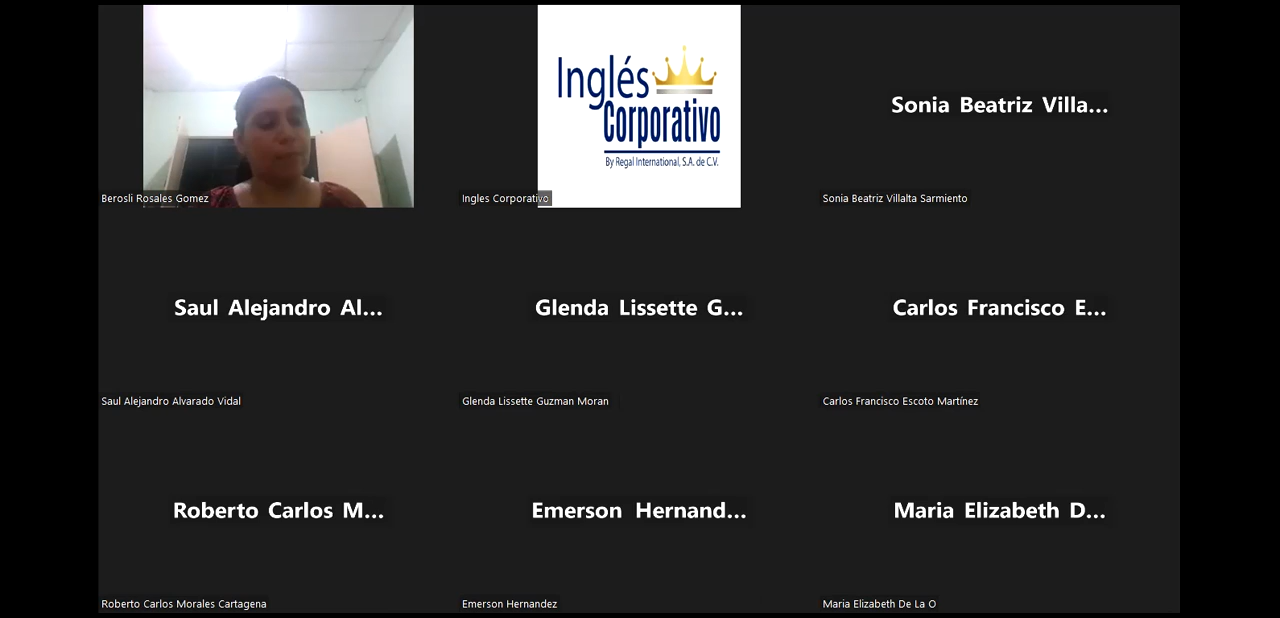 Inglés
Corporativo
By Regal International, S.A. de C.V.
Sonia Beatriz Villa...
Berosli Rosales Gomez
Ingles Corporativo
Sonia Beatriz Villalta Sarmiento
Saul Alejandro Al...
Glenda Lissette G...
Carlos Francisco E...
Saul Alejandro Alvarado Vidal
Glenda Lissette Guzman Moran
Carlos Francisco Escoto Martínez
Roberto Carlos M...
Emerson Hernand...
Maria Elizabeth D...
Roberto Carlos Morales Cartagena
Emerson Hernandez
Maria Elizabeth De La O